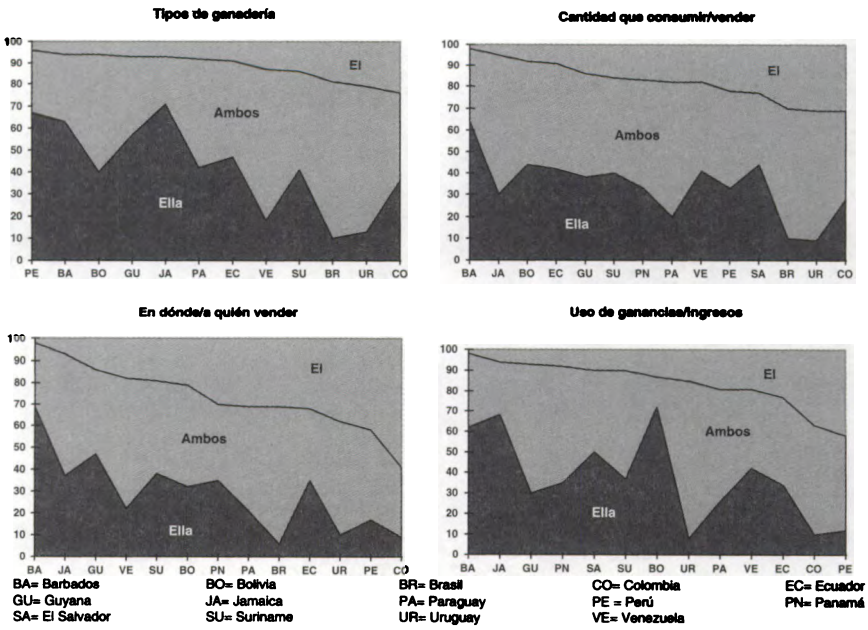 Tipos de ganadería
Cantidad que consumir/vender
100
90
80
70
60
50
40
30
20
10
0
El
Ambos
Ella
PE BA BO GU JA PA EC VE SU BR UR CO
100
90
80
70
60
50
40
30
20
10
0
El
Ambos
Ella
BA JA BO EC GU SU PN PA VE PE SA BR UR CO
En dónde/a quién vender
Uso de ganancias/ingresos
100
90
80
70
60
50
40
30
20
10
0
El
Ambos
Ella
BA JA GU VE SU BO PN PA BR EC UR PE CO
100
90
80
70
60
50
40
30
20
10
0
El
Ambos
Ella
BA JA GU PN SA SU BO UR PA VE EC CO PE
BA= Barbados BO= Bolivia BR= Brasil CO= Colombia EC= Ecuador
GU= Guyana JA= Jamaica PA= Paraguay PE = Perú PN= Panamá
SA= El Salvador SU= Suriname UR= Uruguay VE= Venezuela